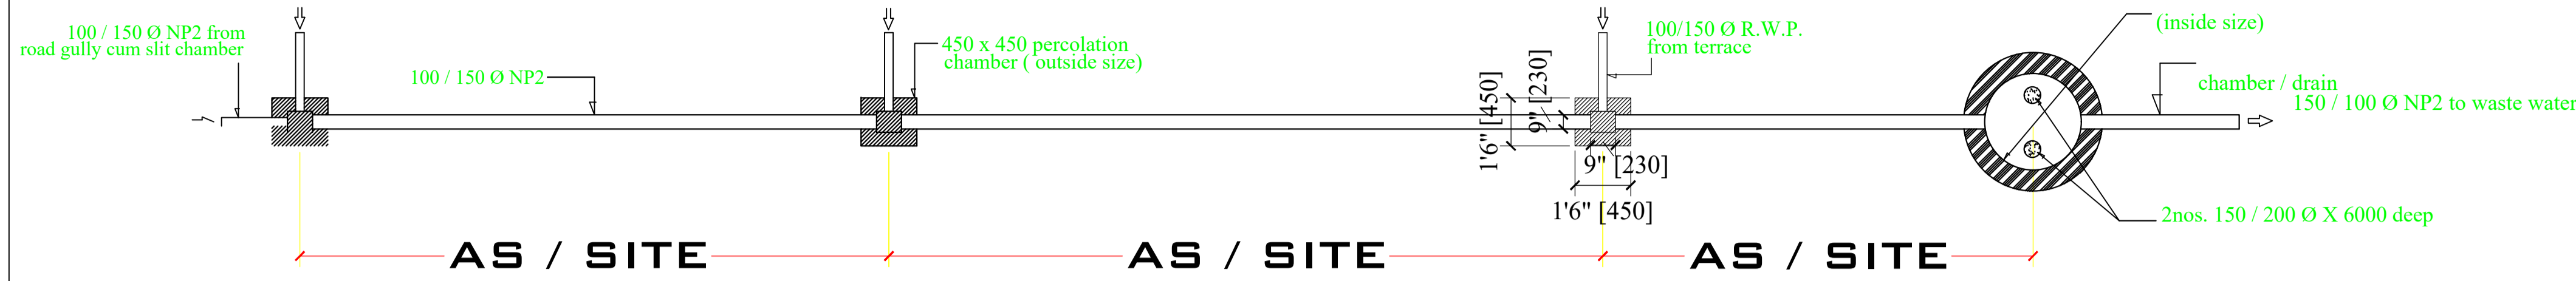 100 / 150 Ø NP2 from
road gully cum slit chamber
100 / 150 Ø NP2
450 x 450 percolation
chamber ( outside size)
1'6" [450]
9" [230]
100/150 Ø R.W.P.
from terrace
9" [230]
1'6" [450]
(inside size)
chamber / drain
150 / 100 Ø NP2 to waste water
2nos. 150 / 200 Ø X 6000 deep
AS / SITE
AS / SITE
AS / SITE